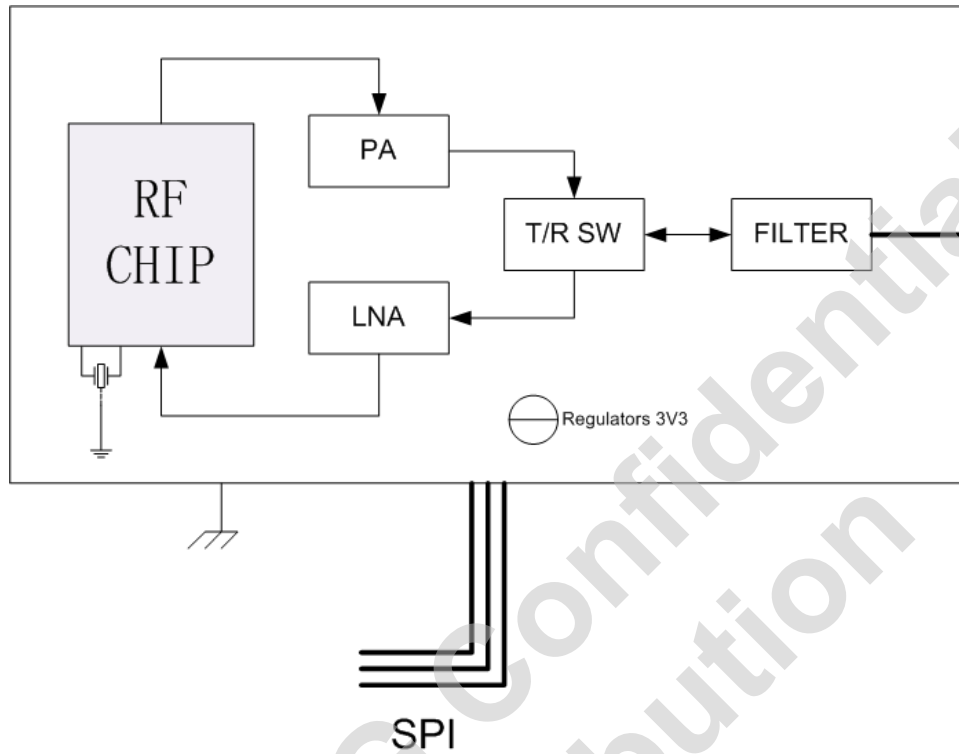 RF
CHIP
PA
T/R SW
FILTER
LNA
Regulators 3V3
SPI
Confidential